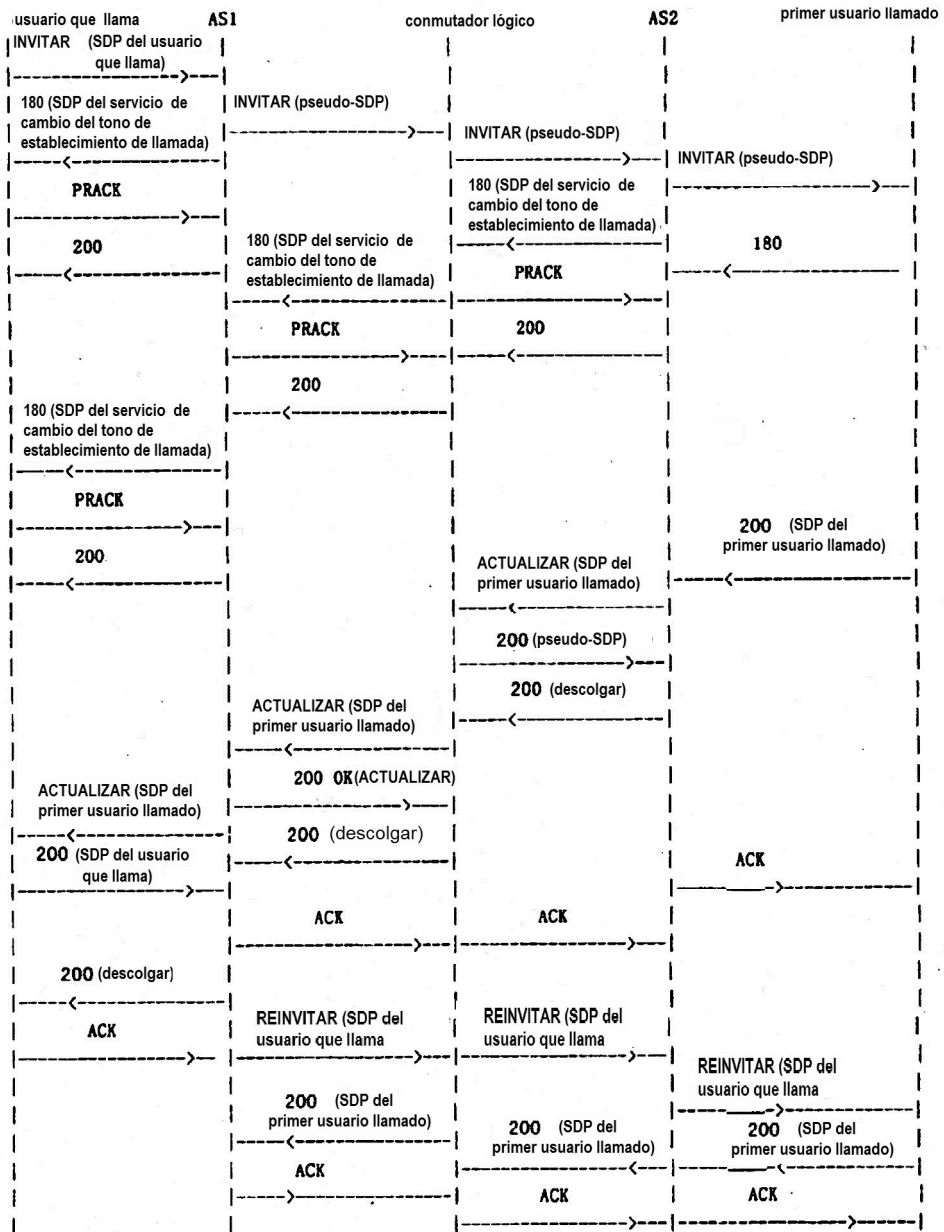 usuario que llama
AS1
conmutador lógico
AS2
primer usuario llamado
INVITAR (SDP del usuario
que llama)
180 (SDP del servicio de
cambio del tono de
establecimiento de llamada)
INVITAR (pseudo-SDP)
INVITAR (pseudo-SDP)
INVITAR (pseudo-SDP)
PRACK
180 (SDP del servicio de
cambio del tono de
establecimiento de llamada)
200
180 (SDP del servicio de
cambio del tono de
establecimiento de llamada)
180
PRACK
PRACK
200
200
180 (SDP del servicio de
cambio del tono de
establecimiento de llamada)
PRACK
200 (SDP del
primer usuario llamado)
200
ACTUALIZAR (SDP del
primer usuario llamado)
200 (pseudo-SDP)
200 (descolgar)
ACTUALIZAR (SDP del
primer usuario llamado)
200 OK(ACTUALIZAR)
ACTUALIZAR (SDP del
primer usuario llamado)
200 (descolgar)
200 (SDP del usuario
que llama)
ACK
ACK
ACK
200 (descolgar)
ACK
REINVITAR (SDP del
usuario que llama
REINVITAR (SDP del
usuario que llama
REINVITAR (SDP del
usuario que llama
200 (SDP del
primer usuario llamado)
200 (SDP del
primer usuario llamado)
200 (SDP del
primer usuario llamado)
ACK
ACK
ACK